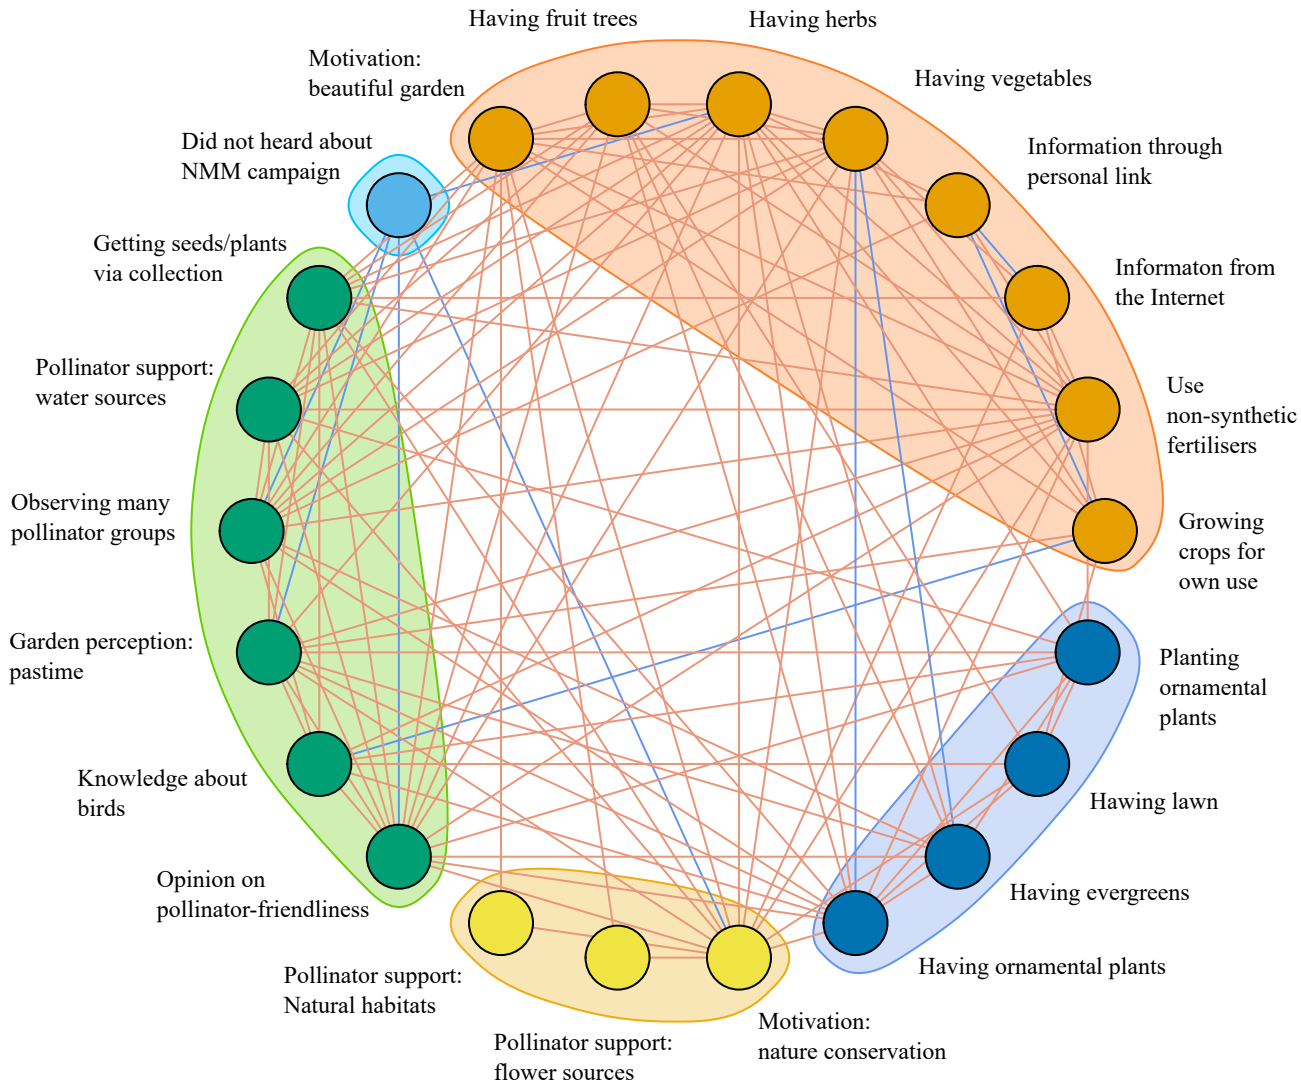 Having fruit trees
Having herbs
Motivation:
beautiful garden
Having vegetables
Did not heard about
NMM campaign
Information through
personal link
Getting seeds/plants
via collection
Informaton from
the Internet
Pollinator support:
water sources
Use
non-synthetic
fertilisers
Observing many
pollinator groups
Growing
crops for
own use
Garden perception:
pastime
Planting
ornamental
plants
Knowledge about
birds
Hawing lawn
Opinion on
pollinator-friendliness
Having evergreens
Pollinator support:
Natural habitats
Having ornamental plants
Pollinator support:
flower sources
Motivation:
nature conservation